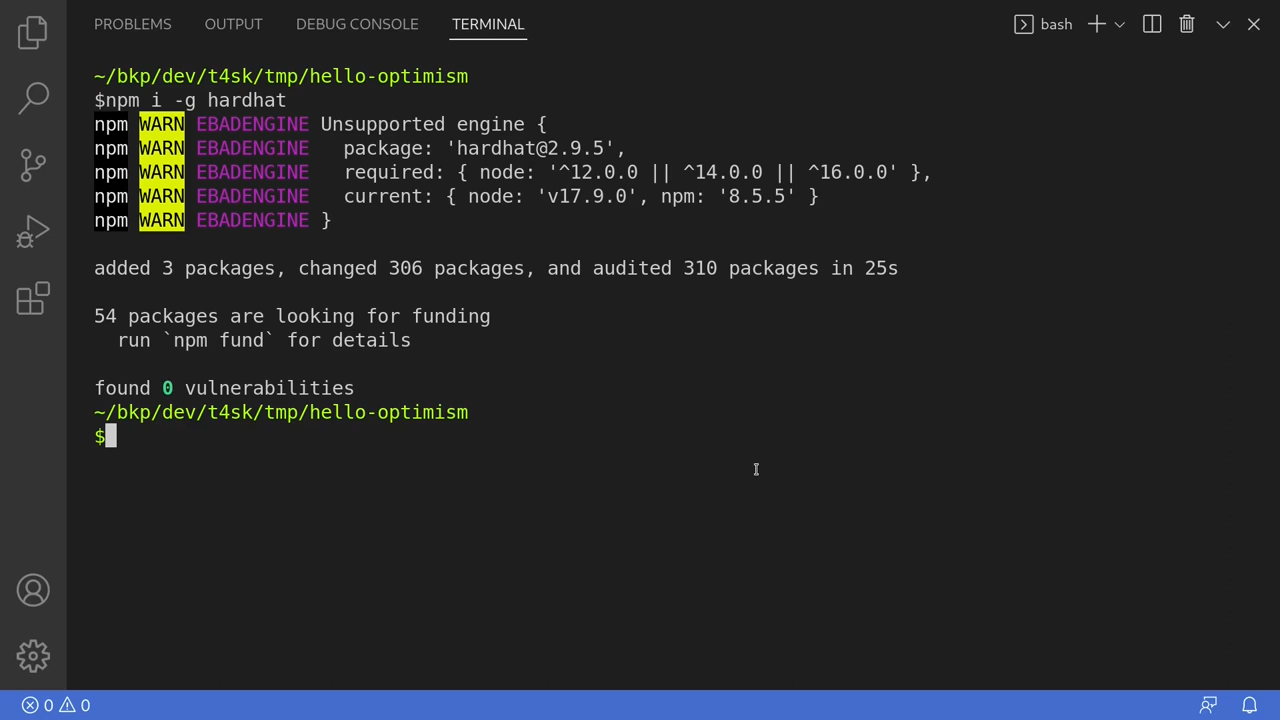 PROBLEMS OUTPUT DEBUG CONSOLE TERMINAL bash
~/bkp/dev/t4sk/tmp/hello-optimism
$npm i -g hardhat
npm WARN EBADENGINE Unsupported engine {
npm WARN EBADENGINE   package: 'hardhat@2.9.5',
npm WARN EBADENGINE   required: { node: '^12.0.0 || ^14.0.0 || ^16.0.0' },
npm WARN EBADENGINE   current: { node: 'v17.9.0', npm: '8.5.5' }
npm WARN EBADENGINE }
added 3 packages, changed 306 packages, and audited 310 packages in 25s
54 packages are looking for funding
  run `npm fund` for details
found 0 vulnerabilities
~/bkp/dev/t4sk/tmp/hello-optimism
$
0 0